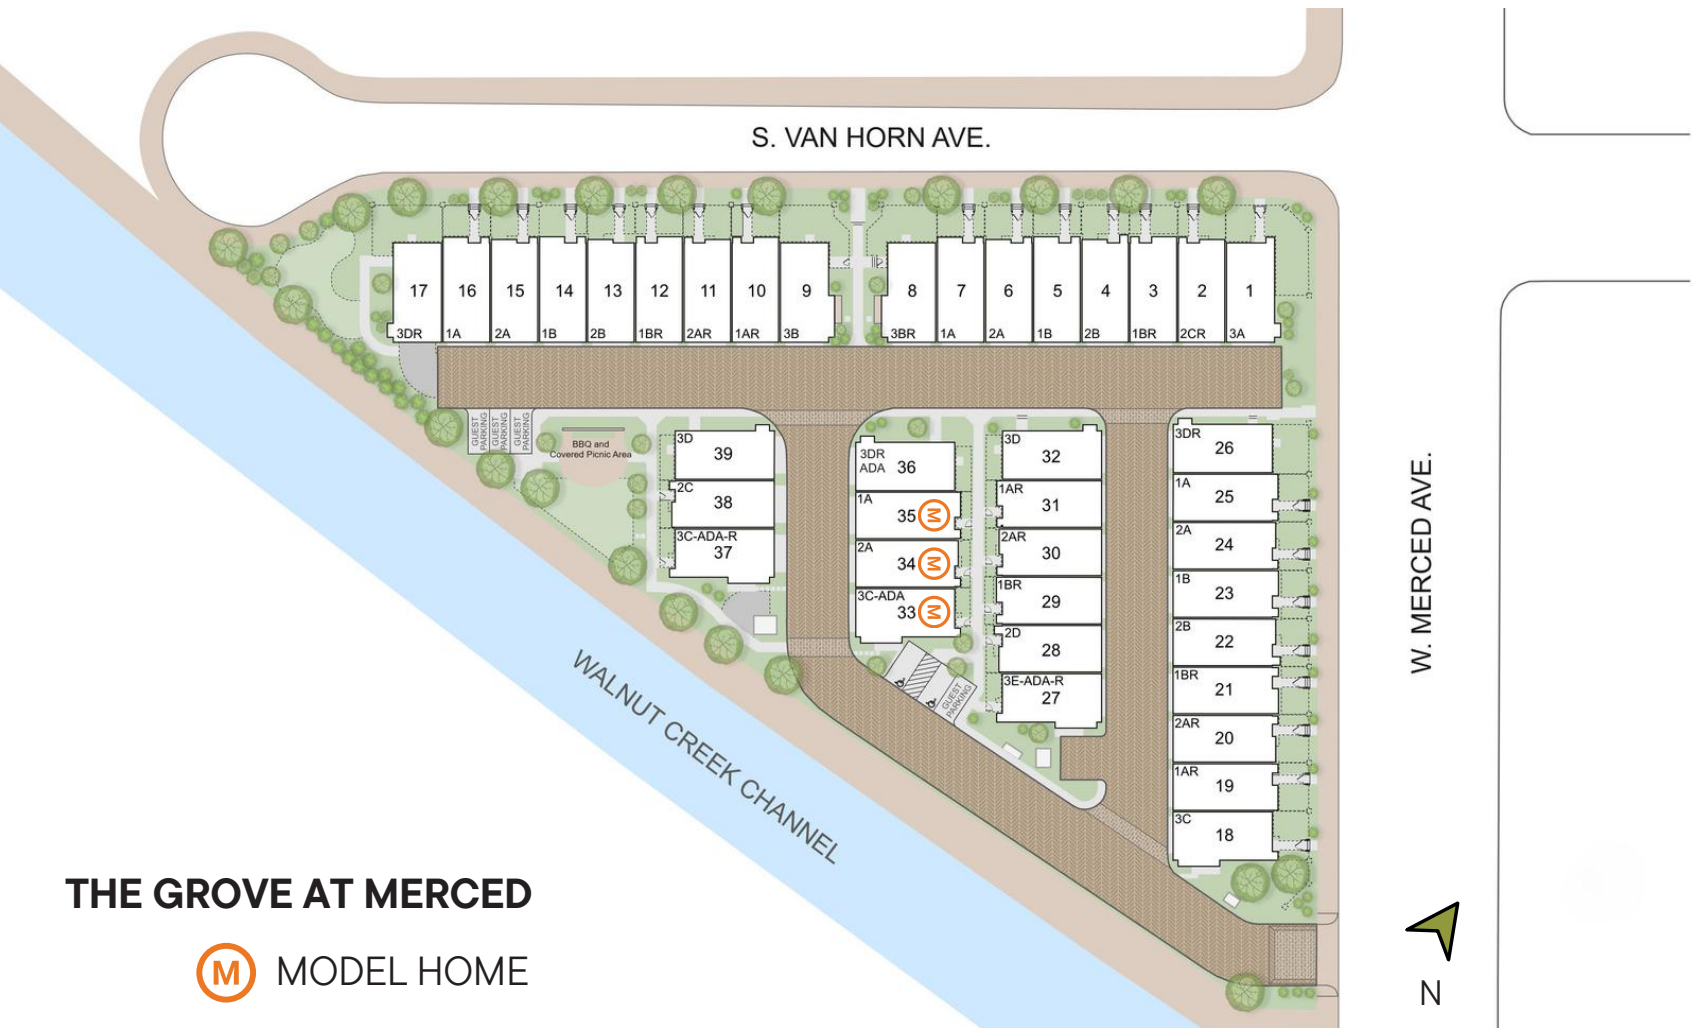 S. VAN HORN AVE.
17 16 15 14 13 12 11 10 9 8 7 6 5 4 3 2 1
3DR 1A 2A 1B 2B 1BR 2AR 1AR 3B 3BR 1A 2A 1B 2B 1BR 2CR 3A
GUEST
PARKING
GUEST
PARKING
GUEST
PARKING
BBQ and
Covered Picnic Area
3D
39
2C
38
3C-ADA-R
37
3DR
ADA 36
1A
35 M
2A
34 M
3C-ADA
33 M
GUEST
PARKING
3D
32
1AR
31
2AR
30
1BR
29
2D
28
3E-ADA-R
27
3DR
26
1A
25
2A
24
1B
23
2B
22
1BR
21
2AR
20
1AR
19
3C
18
W. MERCED AVE.
WALNUT CREEK CHANNEL
THE GROVE AT MERCED
M MODEL HOME
N